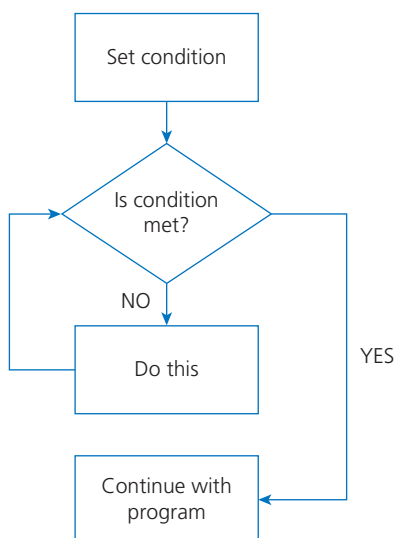 Set condition
Is condition
met?
NO
Do this
YES
Continue with
program